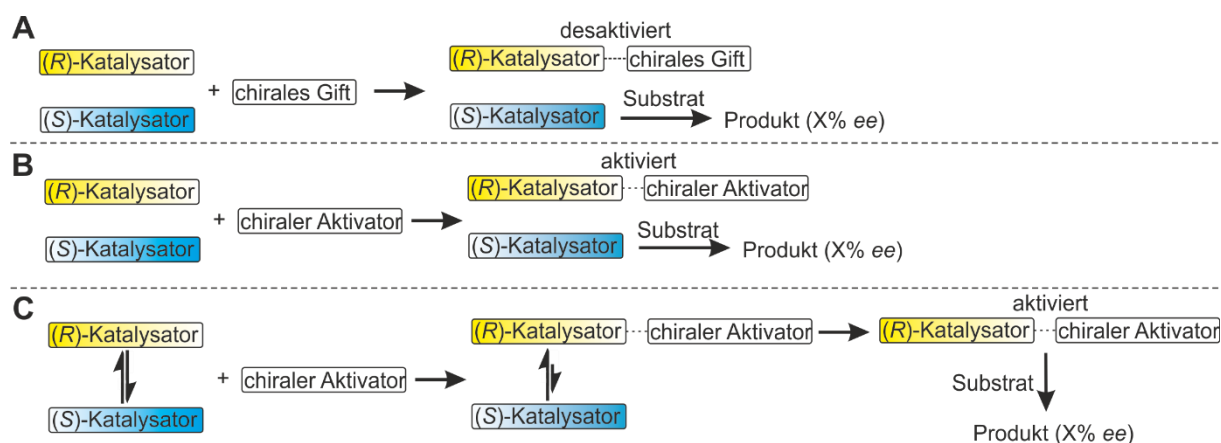 A
desaktiviert
(R)-Katalysator
(R)-Katalysator chirales Gift
+ chirales Gift
(S)-Katalysator
(S)-Katalysator
Substrat
Produkt (X% ee)
B
aktiviert
(R)-Katalysator
(R)-Katalysator chiraler Aktivator
+ chiraler Aktivator
(S)-Katalysator
(S)-Katalysator
Substrat
Produkt (X% ee)
C
aktiviert
(R)-Katalysator
(R)-Katalysator chiraler Aktivator
(R)-Katalysator chiraler Aktivator
+ chiraler Aktivator
Substrat
(S)-Katalysator
(S)-Katalysator
Produkt (X% ee)